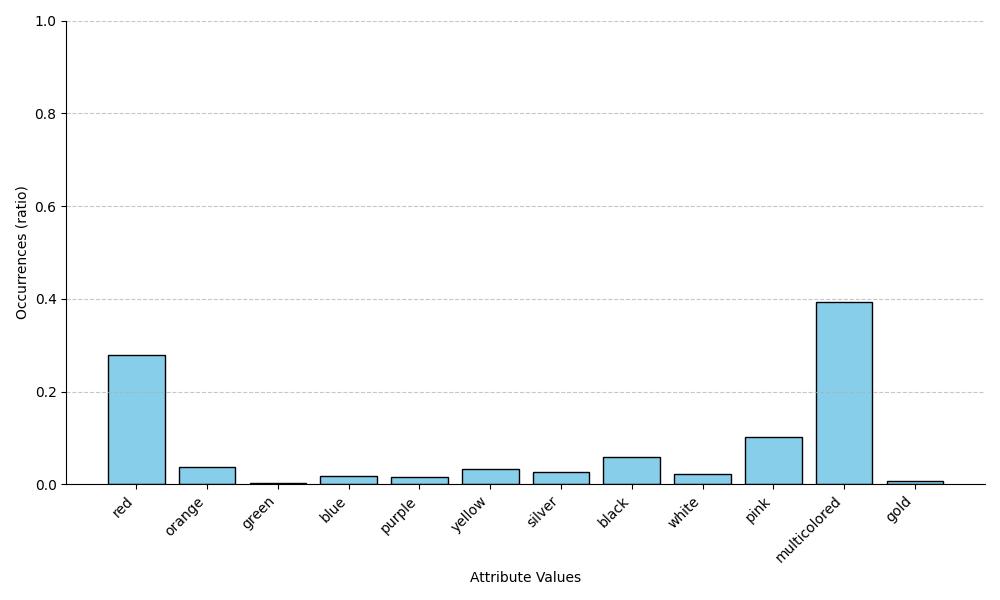 1.0
0.8
0.6
0.4
0.2
0.0
Occurrences (ratio)
red
orange
green
blue
purple
yellow
silver
black
white
pink
multicolored
gold
Attribute Values